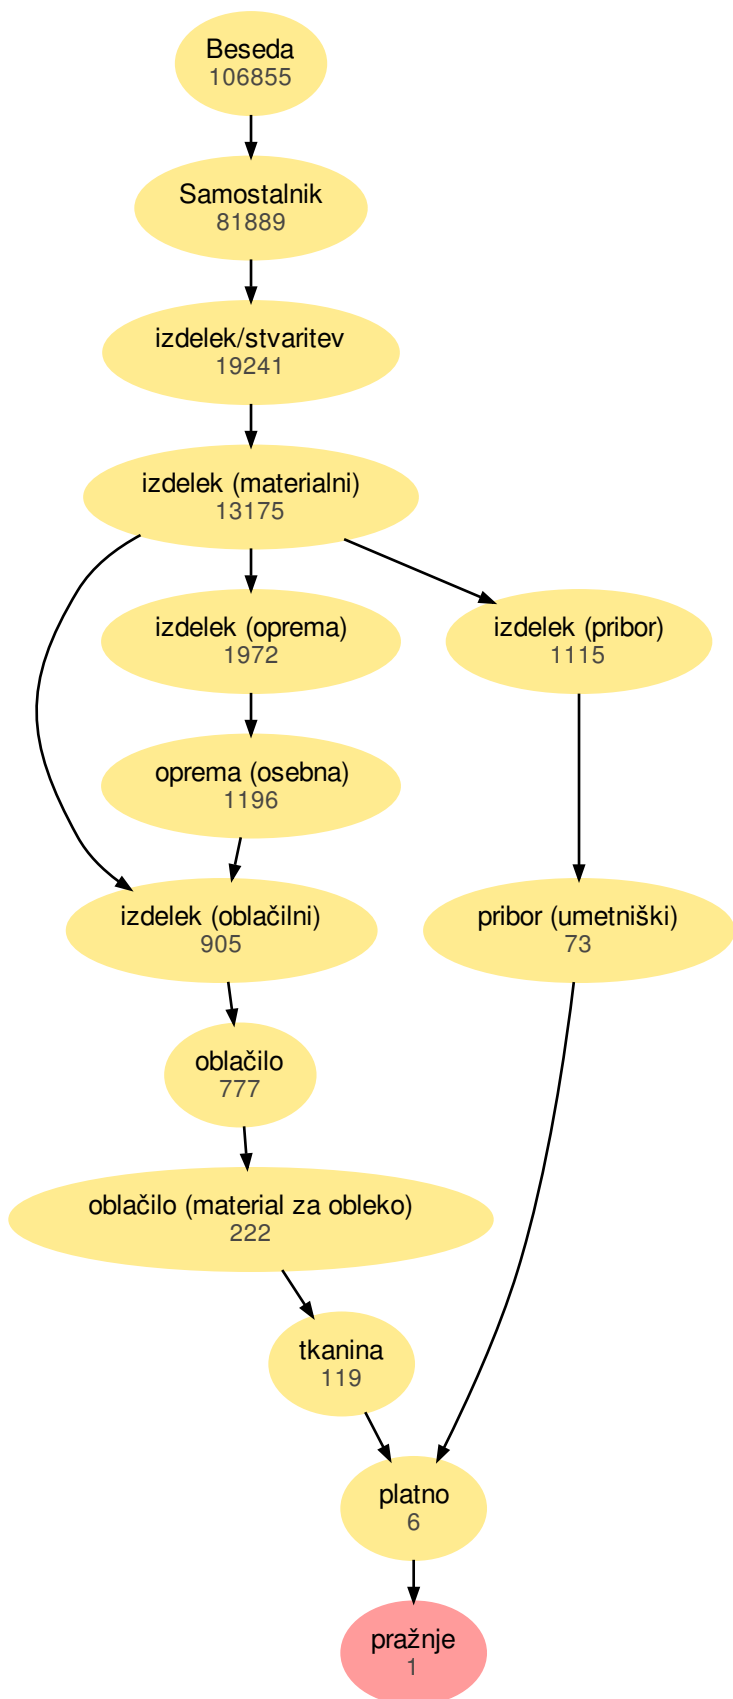 Beseda
106855
Samostalnik
81889
izdelek/stvaritev
19241
izdelek (materialni)
13175
izdelek (oprema)
1972
izdelek (pribor)
1115
oprema (osebna)
1196
izdelek (oblačilni)
905
pribor (umetniški)
73
oblačilo
777
oblačilo (material za obleko)
222
tkanina
119
platno
6
pražnje
1